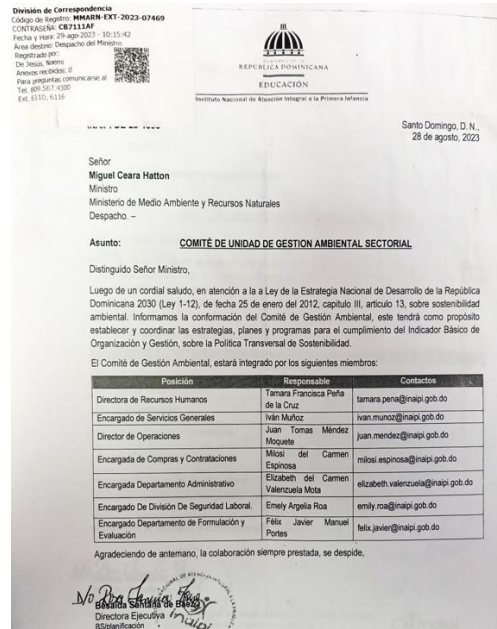 División de Correspondencia
Código de Registro: MMARN-EXT-2023-07469
CONTRASEÑA: CB7111AF
Fecha y Hora: 29-ago-2023 - 10:15:42
Área destino: Despacho del Ministro
Registrado por:
De Jesús, Noemi
Anexos recibidos: 0
Para preguntas comunicarse al
Tel. 809.567.4300
Ext. 6110, 6116
REPÚBLICA DOMINICANA
EDUCACIÓN
Instituto Nacional de Atención Integral a la Primera Infancia
Santo Domingo, D. N.,
28 de agosto, 2023
Señor
Miguel Ceara Hatton
Ministro
Ministerio de Medio Ambiente y Recursos Naturales
Despacho. –
Asunto: COMITÉ DE UNIDAD DE GESTION AMBIENTAL SECTORIAL
Distinguido Señor Ministro,
Luego de un cordial saludo, en atención a la a Ley de la Estrategia Nacional de Desarrollo de la República
Dominicana 2030 (Ley 1-12), de fecha 25 de enero del 2012, capitulo III, articulo 13, sobre sostenibilidad
ambiental. Informamos la conformación del Comité de Gestión Ambiental, este tendrá como propósito
establecer y coordinar las estrategias, planes y programas para el cumplimiento del Indicador Básico de
Organización y Gestión, sobre la Política Transversal de Sostenibilidad.
El Comité de Gestión Ambiental, estará integrado por los siguientes miembros:
Posición Responsable Contactos
Directora de Recursos Humanos Tamara Francisca Peña de la Cruz tamara.pena@inaipi.gob.do
Encargado de Servicios Generales Iván Muñoz ivan.munoz@inaipi.gob.do
Director de Operaciones Juan Tomas Méndez Moquete juan.mendez@inaipi.gob.do
Encargada de Compras y Contrataciones Milosi del Carmen Espinosa milosi.espinosa@inaipi.gob.do
Encargada Departamento Administrativo Elizabeth del Carmen Valenzuela Mota elizabeth.valenzuela@inaipi.gob.do
Encargado De División De Seguridad Laboral. Emely Argelia Roa emily.roa@inaipi.gob.do
Encargado Departamento de Formulación y Evaluación Félix Javier Manuel Portes felix.javier@inaipi.gob.do
Agradeciendo de antemano, la colaboración siempre prestada, se despide,
Besaida Santana de Báez
Directora Ejecutiva
BS/planificación
inaipi